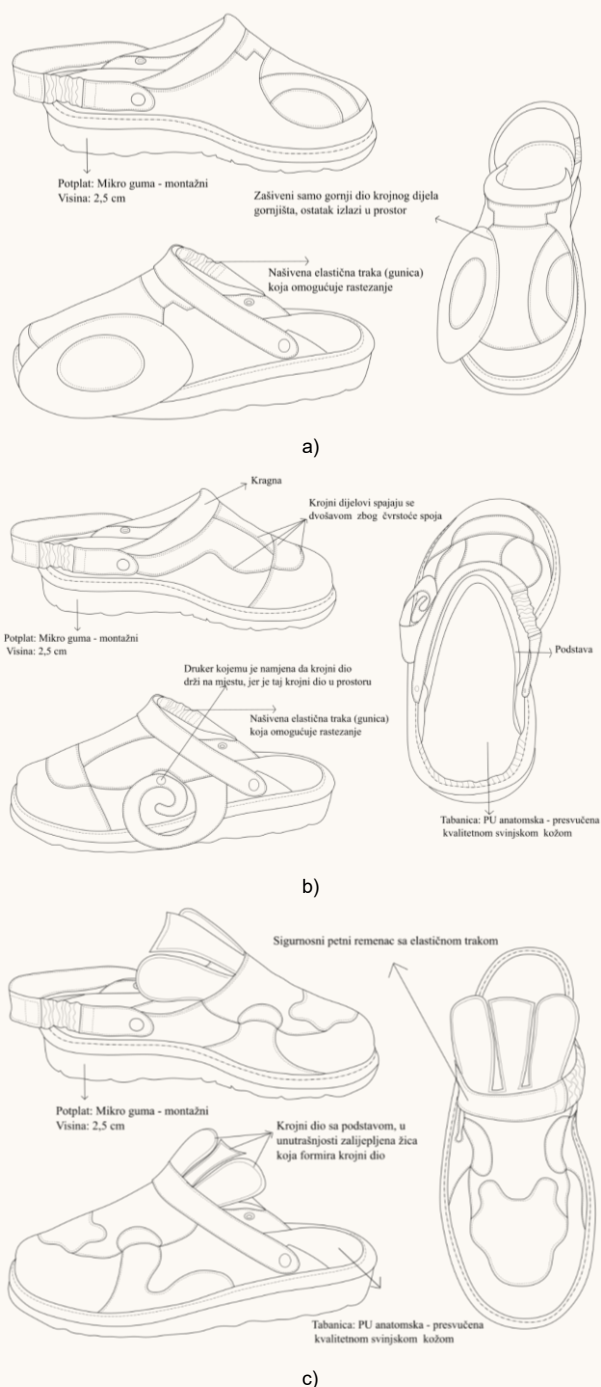 Potplat: Mikro guma - montažni
Visina: 2,5 cm
Zašiveni samo gornji dio krojnog dijela
gornjišta, ostatak izlazi u prostor
Našivena elastična traka (gunica)
koja omogućuje rastezanje
a)
Kragna
Krojni dijelovi spajaju se
dvošavom zbog čvrstoće spoja
Potplat: Mikro guma - montažni
Visina: 2,5 cm
Podstava
Druker kojemu je namjena da krojni dio
drži na mjestu, jer je taj krojni dio u prostoru
Našivena elastična traka (gunica)
koja omogućuje rastezanje
Tabanica: PU anatomska - presvučena
kvalitetnom svinjskom kožom
b)
Sigurnosni petni remenac sa elastičnom trakom
Potplat: Mikro guma - montažni
Visina: 2,5 cm
Krojni dio sa podstavom, u
unutrašnjosti zalijepljena žica
koja formira krojni dio
Tabanica: PU anatomska - presvučena
kvalitetnom svinjskom kožom
c)